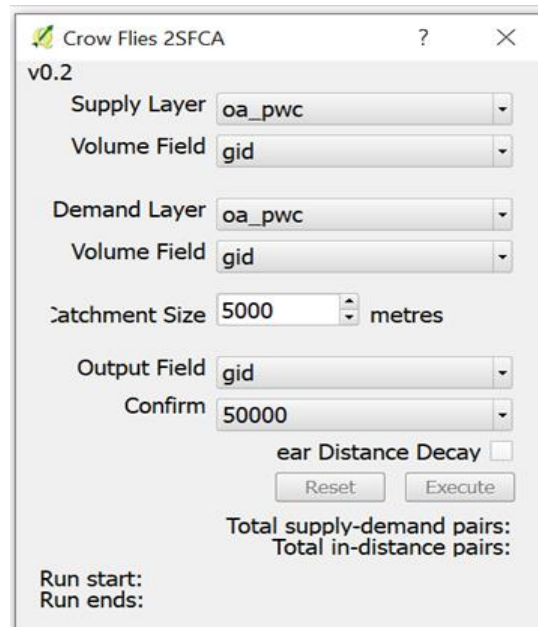 Crow Flies 2SFCA ? ×
v0.2
Supply Layer oa_pwc
Volume Field gid
Demand Layer oa_pwc
Volume Field gid
Catchment Size 5000 metres
Output Field gid
Confirm 50000
ear Distance Decay
Reset Execute
Total supply-demand pairs:
Total in-distance pairs:
Run start:
Run ends: